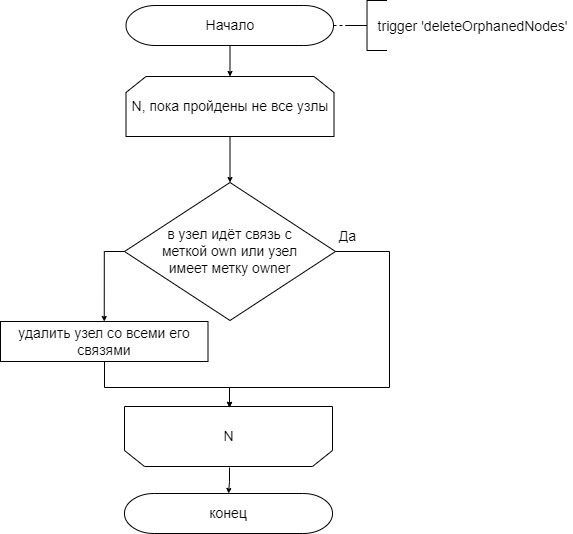 Начало
trigger 'deleteOrphanedNodes'
N, пока пройдены не все узлы
в узел идёт связь с
меткой own или узел
имеет метку owner
Да
удалить узел со всеми его
связями
N
конец